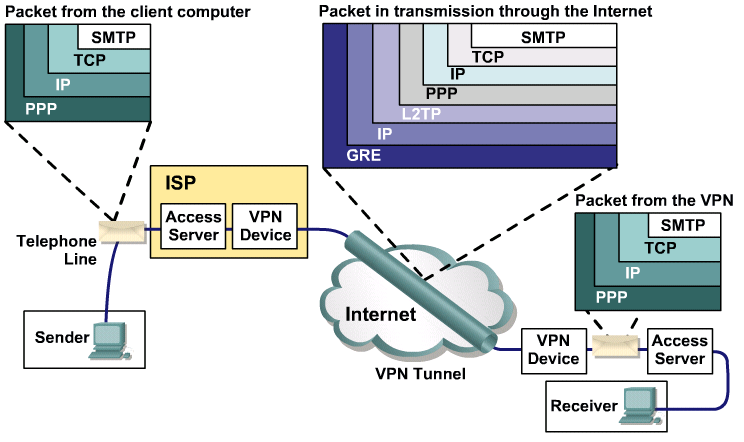 Packet from the client computer
SMTP
TCP
IP
PPP
Packet in transmission through the Internet
SMTP
TCP
IP
PPP
L2TP
IP
GRE
ISP
Access
Server
VPN
Device
Telephone
Line
Sender
Internet
VPN Tunnel
Packet from the VPN
SMTP
TCP
IP
PPP
VPN
Device
Access
Server
Receiver